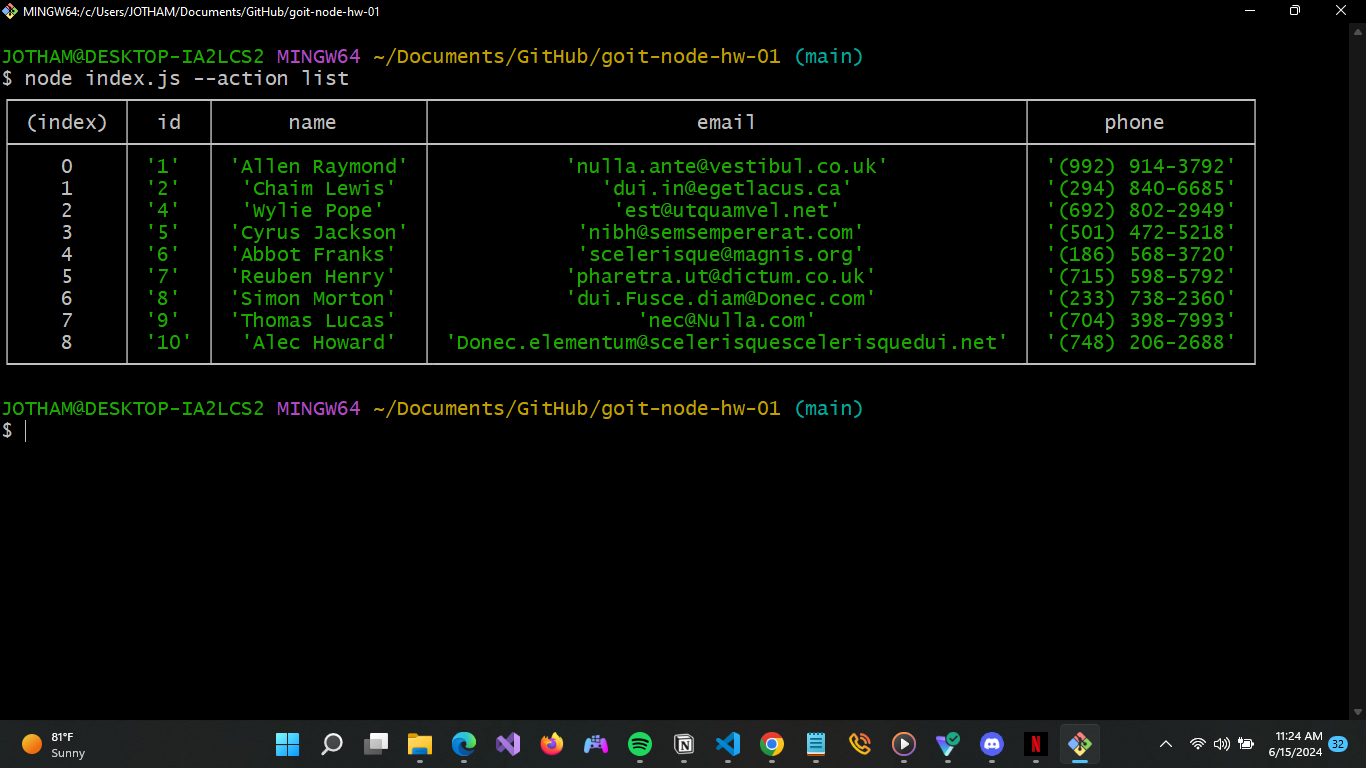 MINGW64:/c/Users/JOTHAM/Documents/GitHub/goit-node-hw-01
JOTHAM@DESKTOP-IA2LCS2 MINGW64 ~/Documents/GitHub/goit-node-hw-01 (main)
$ node index.js --action list
(index) id name email phone
0 '1' 'Allen Raymond' 'nulla.ante@vestibul.co.uk' '(992) 914-3792'
1 '2' 'Chaim Lewis' 'dui.in@egetlacus.ca' '(294) 840-6685'
2 '4' 'Wylie Pope' 'est@utquamvel.net' '(692) 802-2949'
3 '5' 'Cyrus Jackson' 'nibh@semsempererat.com' '(501) 472-5218'
4 '6' 'Abbot Franks' 'scelerisque@magnis.org' '(186) 568-3720'
5 '7' 'Reuben Henry' 'pharetra.ut@dictum.co.uk' '(715) 598-5792'
6 '8' 'Simon Morton' 'dui.Fusce.diam@Donec.com' '(233) 738-2360'
7 '9' 'Thomas Lucas' 'nec@Nulla.com' '(704) 398-7993'
8 '10' 'Alec Howard' 'Donec.elementum@scelerisquescelerisquedui.net' '(748) 206-2688'
JOTHAM@DESKTOP-IA2LCS2 MINGW64 ~/Documents/GitHub/goit-node-hw-01 (main)
$
81°F
Sunny
11:24 AM
6/15/2024
32